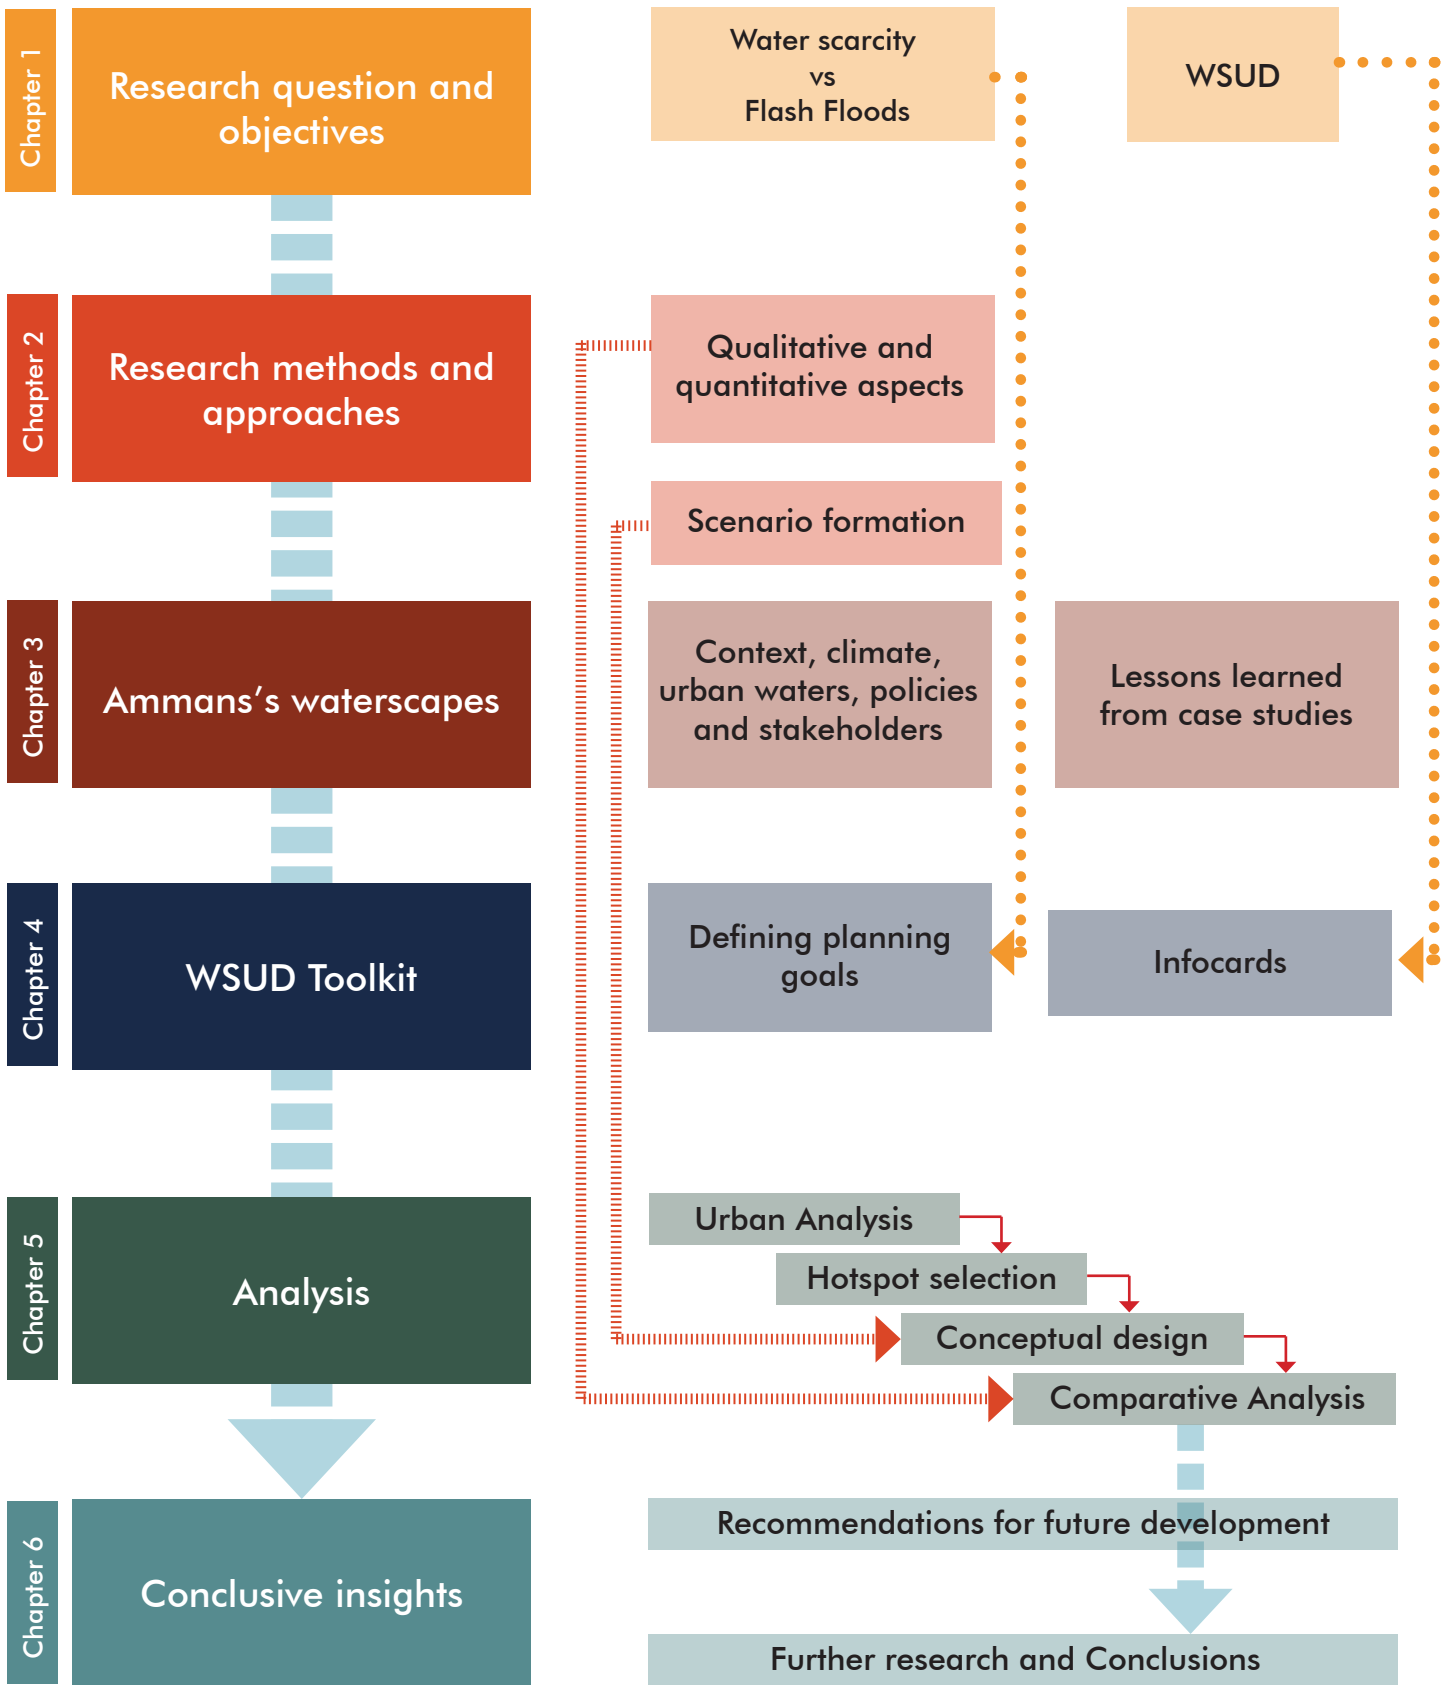 Chapter 1
Research question and
objectives
Water scarcity
vs
Flash Floods
WSUD
Chapter 2
Research methods and
approaches
Qualitative and
quantitative aspects
Scenario formation
Chapter 3
Ammans’s waterscapes
Context, climate,
urban waters, policies
and stakeholders
Lessons learned
from case studies
Chapter 4
WSUD Toolkit
Defining planning
goals
Infocards
Chapter 5
Analysis
Urban Analysis
Hotspot selection
Conceptual design
Comparative Analysis
Chapter 6
Conclusive insights
Recommendations for future development
Further research and Conclusions